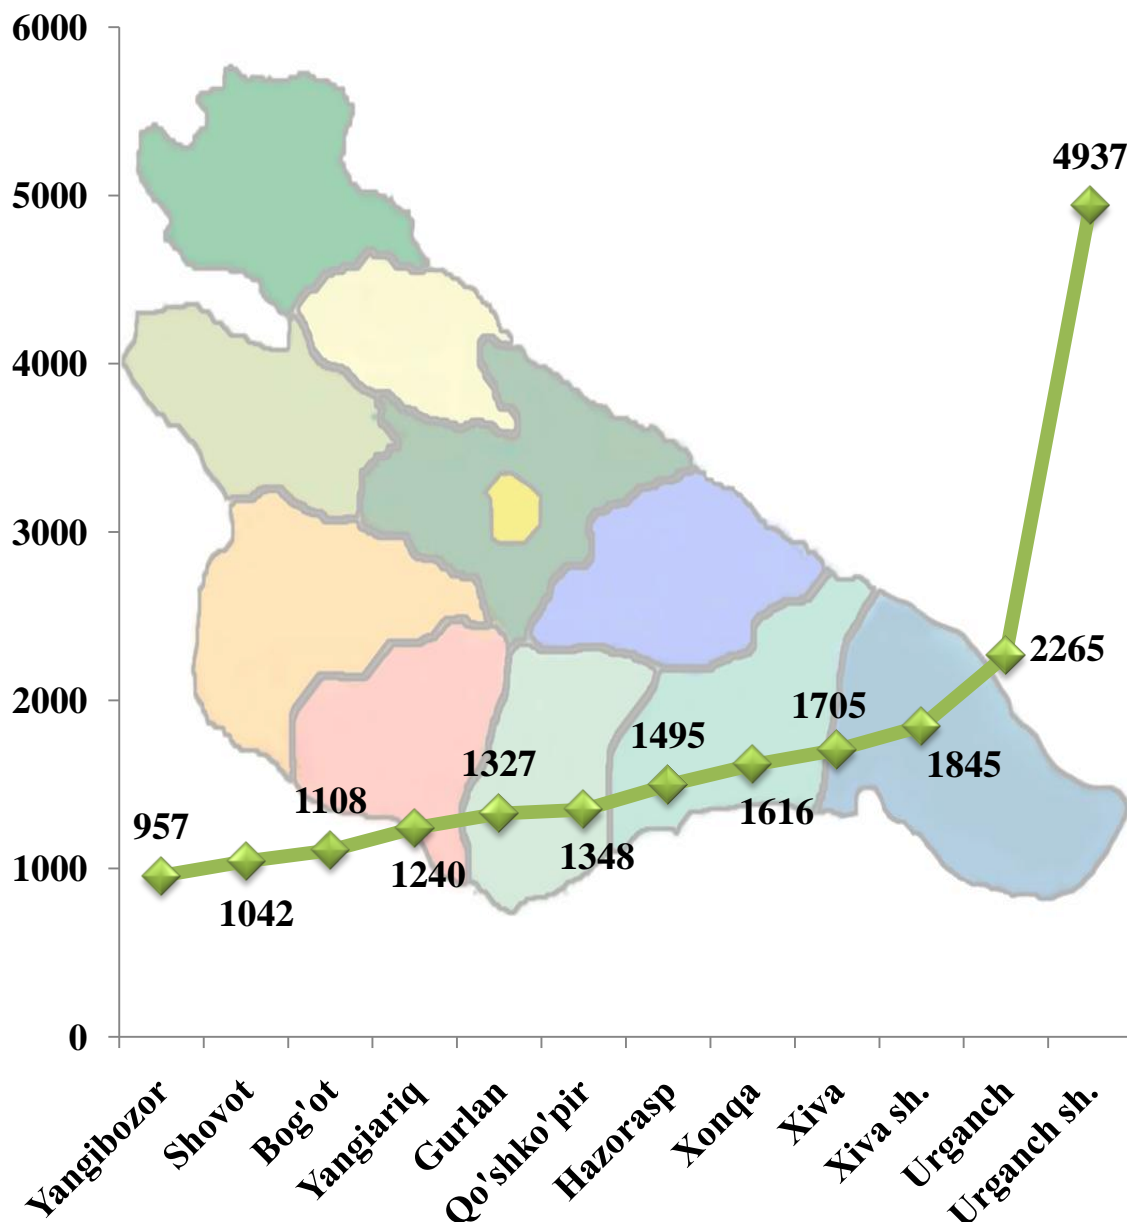 6000
5000
4000
3000
2000
1000
0
4937
2265
1845
1705
1616
1495
1348
1327
1240
1108
1042
957
Yangibozor
Shovot
Bog'ot
Yangiariq
Gurlan
Qo'shko'pir
Hazorasp
Xonqa
Xiva
Xiva sh.
Urganch
Urganch sh.